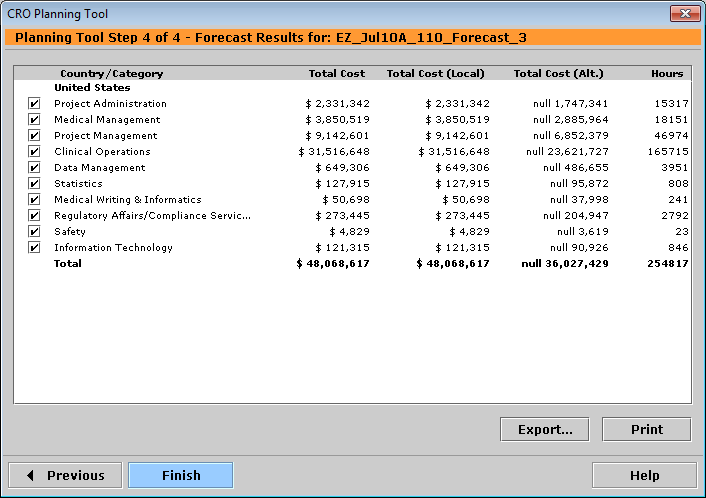 CRO Planning Tool
Planning Tool Step 4 of 4 - Forecast Results for: EZ_Jul10A_110_Forecast_3
Country/Category Total Cost Total Cost (Local) Total Cost (Alt.) Hours
United States
Project Administration $ 2,331,342 $ 2,331,342 null 1,747,341 15317
Medical Management $ 3,850,519 $ 3,850,519 null 2,885,964 18151
Project Management $ 9,142,601 $ 9,142,601 null 6,852,379 46974
Clinical Operations $ 31,516,648 $ 31,516,648 null 23,621,727 165715
Data Management $ 649,306 $ 649,306 null 486,655 3951
Statistics $ 127,915 $ 127,915 null 95,872 808
Medical Writing & Informatics $ 50,698 $ 50,698 null 37,998 241
Regulatory Affairs/Compliance Servic... $ 273,445 $ 273,445 null 204,947 2792
Safety $ 4,829 $ 4,829 null 3,619 23
Information Technology $ 121,315 $ 121,315 null 90,926 846
Total $ 48,068,617 $ 48,068,617 null 36,027,429 254817
Export... Print
Previous Finish Help